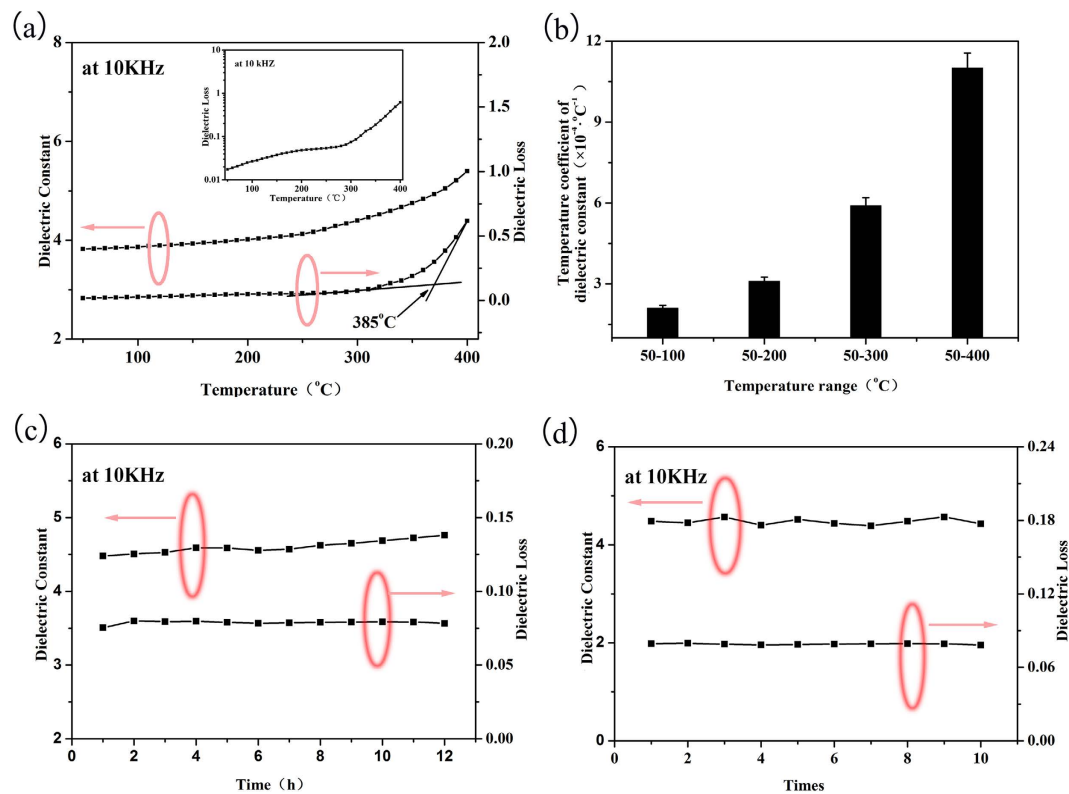 (a)
at 10KHz
Dielectric Constant
8
6
4
2
2.0
1.5
1.0
0.5
0.0
Dielectric Loss
at 10 kHZ
Dielectric Loss
10
1
0.1
0.01
100
200
300
400
Temperature (℃)
385°C
100
200
300
400
Temperature (°C)
(b)
Temperature coefficient of
dielectric constant (×10⁻⁴·°C⁻¹)
12
9
6
3
50-100
50-200
50-300
50-400
Temperature range (°C)
(c)
at 10KHz
Dielectric Constant
6
5
4
3
2
0.20
0.15
0.10
0.05
0.00
Dielectric Loss
0
2
4
6
8
10
12
Time (h)
(d)
at 10KHz
Dielectric Constant
6
4
2
0
0.24
0.18
0.12
0.06
0.00
Dielectric Loss
0
2
4
6
8
10
Times